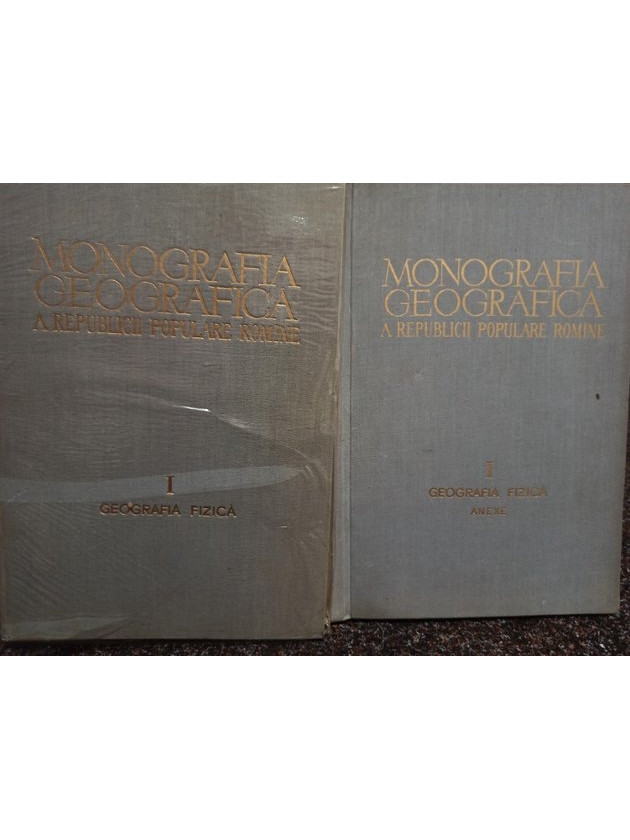 MONOGRAFIA
GEOGRAFICA
A REPUBLICII POPULARE ROMINE
I
GEOGRAFIA FIZICĂ
MONOGRAFIA
GEOGRAFICA
A REPUBLICII POPULARE ROMINE
I
GEOGRAFIA FIZICĂ
ANEXE